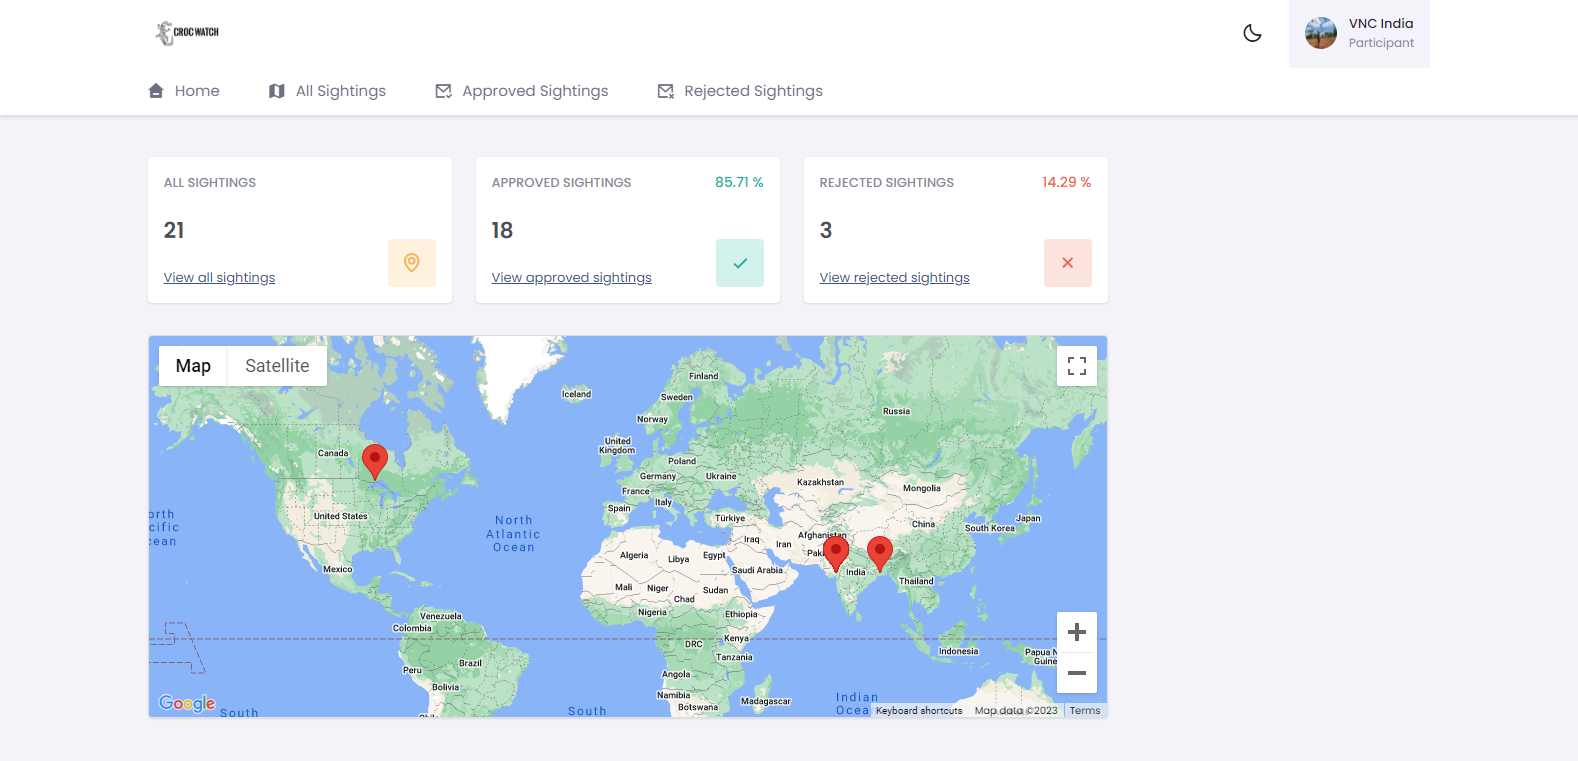 CROC WATCH
VNC India
Participant
Home
All Sightings
Approved Sightings
Rejected Sightings
ALL SIGHTINGS
21
View all sightings
APPROVED SIGHTINGS
85.71 %
18
View approved sightings
REJECTED SIGHTINGS
14.29 %
3
View rejected sightings
Map
Satellite
Iceland
Finland
Sweden
Norway
Russia
Canada
United
Kingdom
Poland
Germany
Ukraine
France
Italy
Spain
Kazakhstan
Mongolia
United States
orth
cific
cean
North
Atlantic
Ocean
Türkiye
China
Japan
South Korea
Iraq
Iran
Afghanistan
Pak
Algeria
Libya
Egypt
Mexico
Saudi Arabia
India
Thailand
Mali
Niger
Chad
Sudan
Nigeria
Ethiopia
Venezuela
Colombia
Kenya
DRC
Tanzania
Indonesia
Papua N
Guine
Peru
Brazil
Bolivia
Angola
Namibia
Botswana
Madagascar
Indian
Ocea
Chil
South
South
Google
Keyboard shortcuts
Map data ©2023
Terms